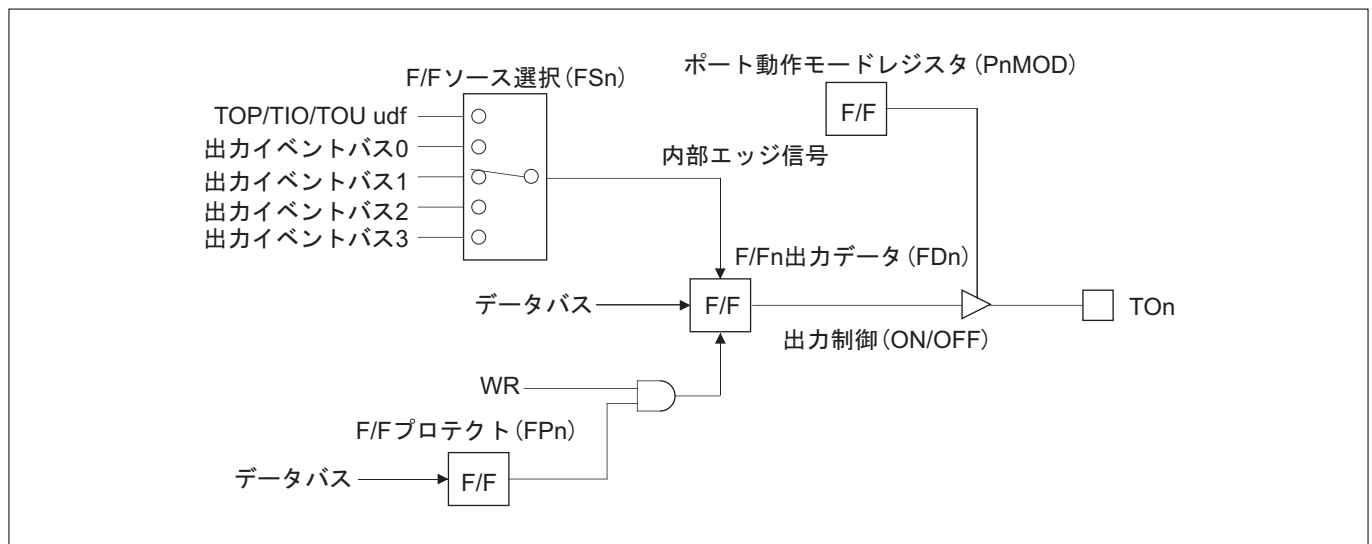 ポート動作モードレジスタ(PnMOD)
F/Fソース選択(FSn)
F/F
TOP/TIO/TOU udf
出力イベントバス0
内部エッジ信号
出力イベントバス1
出力イベントバス2
出力イベントバス3
F/Fn出力データ(FDn)
データバス
F/F
TOn
出力制御(ON/OFF)
WR
F/Fプロテクト(FPn)
データバス
F/F